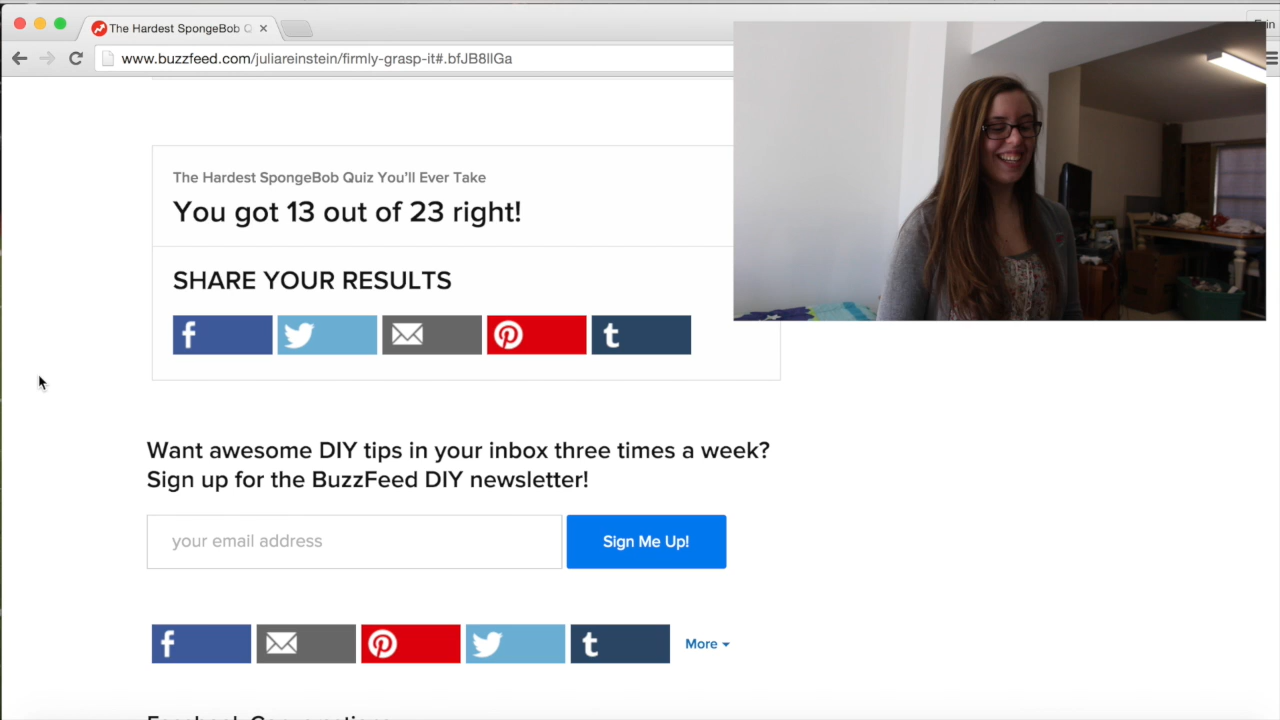 The Hardest SpongeBob Q
www.buzzfeed.com/juliareinstein/firmly-grasp-it#.bfJB8llGa
The Hardest SpongeBob Quiz You'll Ever Take
You got 13 out of 23 right!
SHARE YOUR RESULTS
Want awesome DIY tips in your inbox three times a week?
Sign up for the BuzzFeed DIY newsletter!
your email address
Sign Me Up!
More